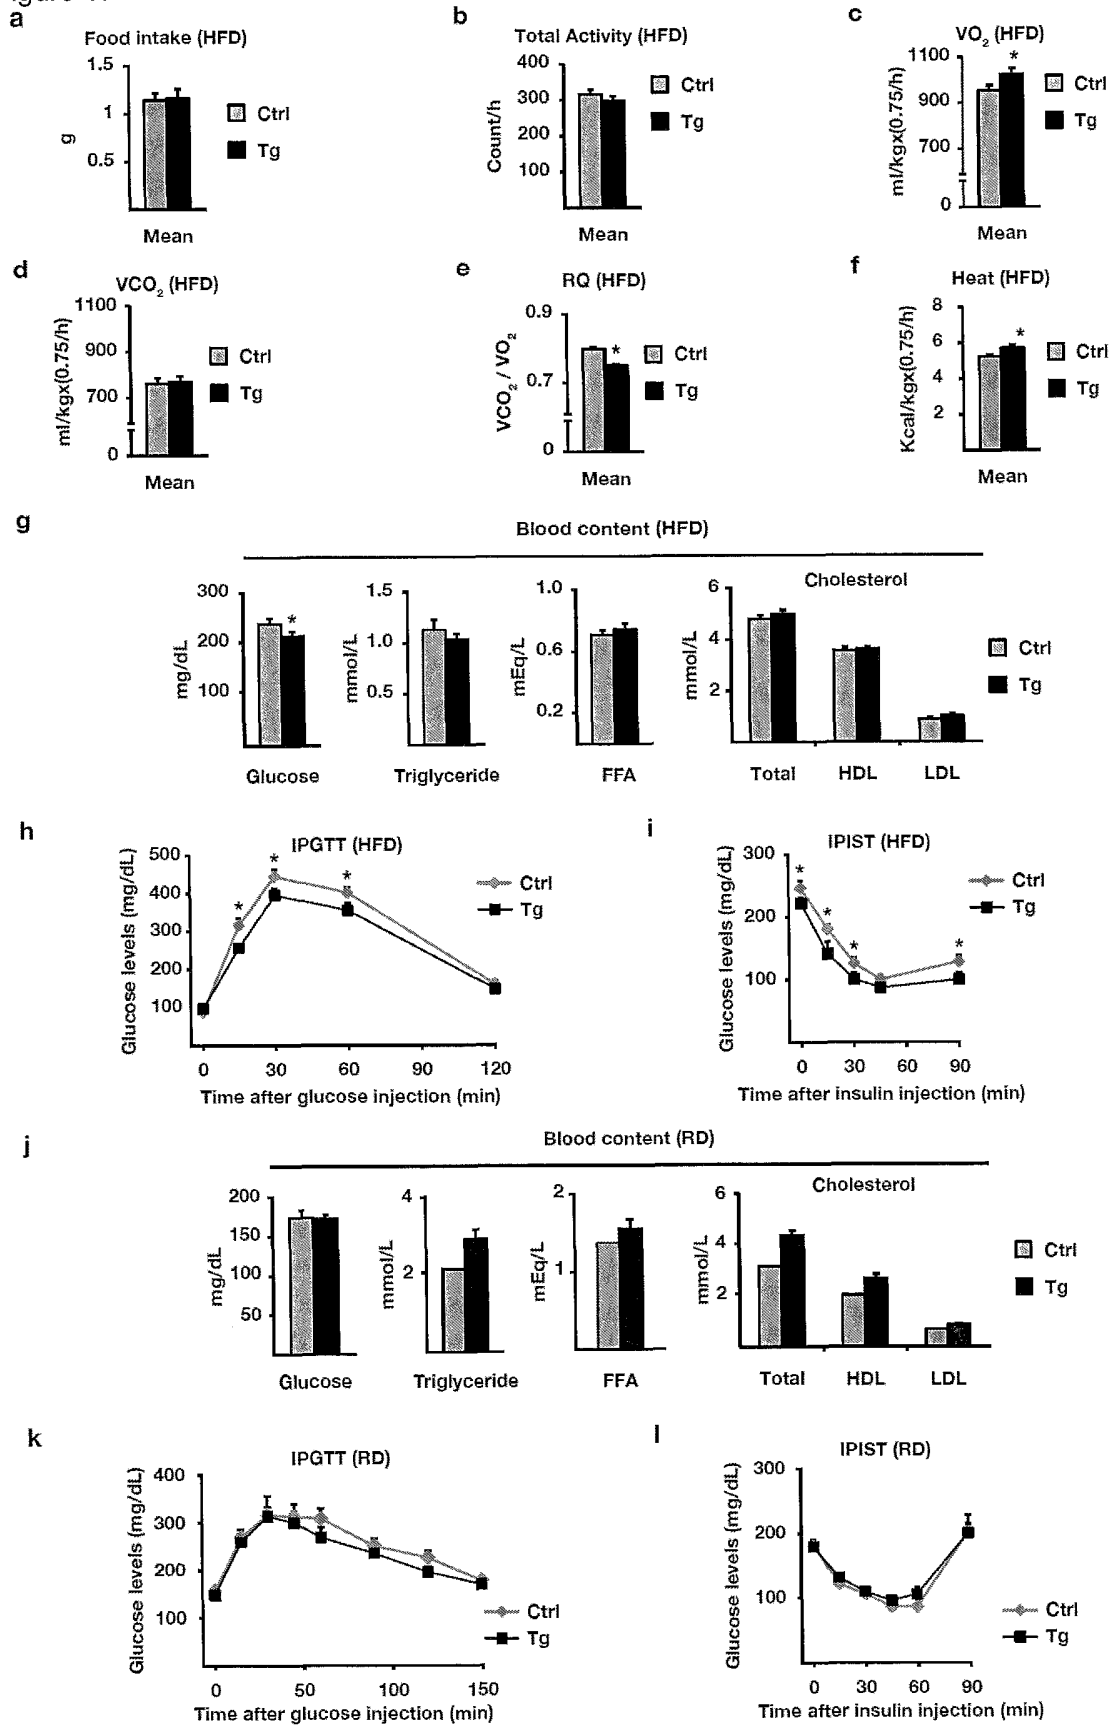 a
Food intake (HFD)
1.5
1
0.5
g
Ctrl
Tg
Mean
b
Total Activity (HFD)
400
300
200
100
Count/h
Ctrl
Tg
Mean
c
VO2 (HFD)
1100
900
700
0
ml/kgx(0.75/h)
*
Ctrl
Tg
Mean
d
VCO2 (HFD)
1100
900
700
0
ml/kgx(0.75/h)
Ctrl
Tg
Mean
e
RQ (HFD)
0.9
0.7
0
VCO2 / VO2
*
Ctrl
Tg
Mean
f
Heat (HFD)
8
6
4
2
Kcal/kgx(0.75/h)
*
Ctrl
Tg
Mean
g
Blood content (HFD)
300
200
100
mg/dL
*
Glucose
1.5
1.0
0.5
mmol/L
Triglyceride
1.0
0.6
0.2
mEq/L
FFA
Cholesterol
6
4
2
mmol/L
Total HDL LDL
Ctrl
Tg
h
IPGTT (HFD)
500
400
300
200
100
Glucose levels (mg/dL)
* * *
Ctrl
Tg
0 30 60 90 120
Time after glucose injection (min)
i
IPIST (HFD)
300
200
100
Glucose levels (mg/dL)
* * * *
Ctrl
Tg
0 30 60 90
Time after insulin injection (min)
j
Blood content (RD)
200
150
100
50
mg/dL
Glucose
4
2
mmol/L
Triglyceride
2
1
mEq/L
FFA
Cholesterol
6
4
2
mmol/L
Total HDL LDL
Ctrl
Tg
k
IPGTT (RD)
400
300
200
100
Glucose levels (mg/dL)
Ctrl
Tg
0 50 100 150
Time after glucose injection (min)
l
IPIST (RD)
300
200
100
Glucose levels (mg/dL)
Ctrl
Tg
0 30 60 90
Time after insulin injection (min)